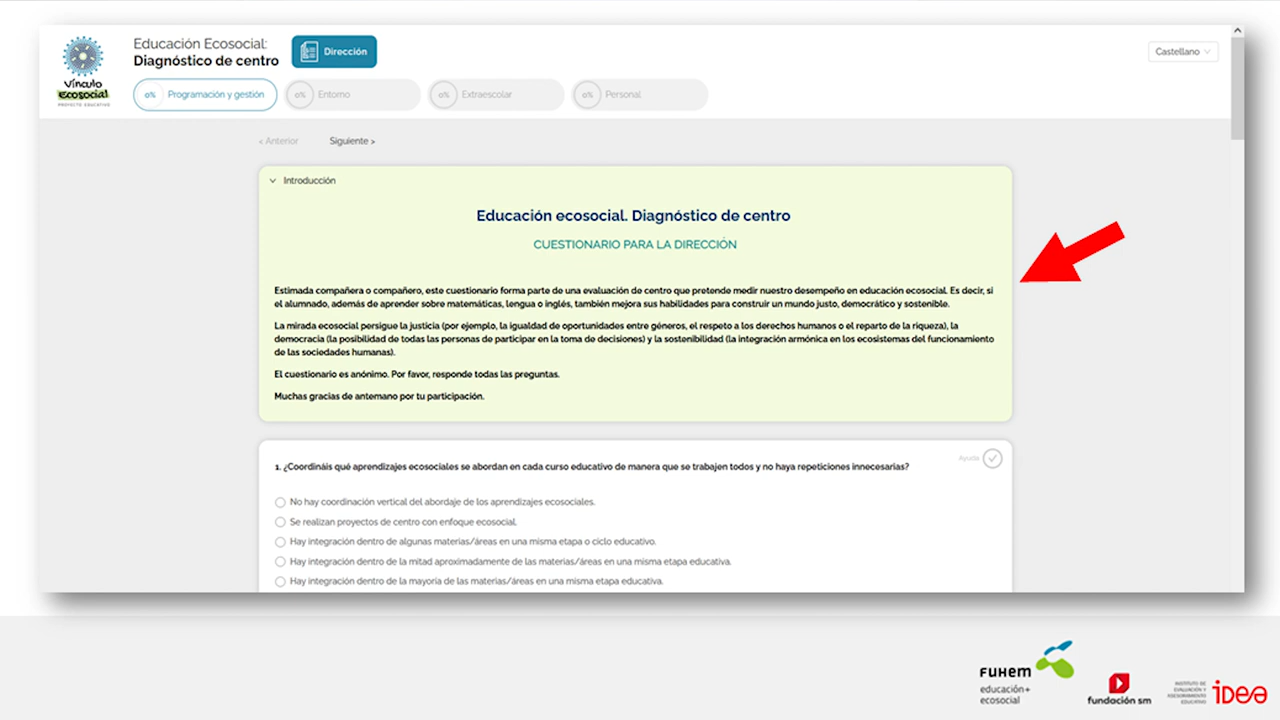 Educación Ecosocial:
Diagnóstico de centro
Dirección
Castellano
Vínculo
ecosocial
PROYECTO EDUCATIVO
0% Programación y gestión
0% Entorno
0% Extraescolar
0% Personal
< Anterior
Siguiente >
Introducción
Educación ecosocial. Diagnóstico de centro
CUESTIONARIO PARA LA DIRECCIÓN
Estimada compañera o compañero, este cuestionario forma parte de una evaluación de centro que pretende medir nuestro desempeño en educación ecosocial. Es decir, si
el alumnado, además de aprender sobre matemáticas, lengua o inglés, también mejora sus habilidades para construir un mundo justo, democrático y sostenible.
La mirada ecosocial persigue la justicia (por ejemplo, la igualdad de oportunidades entre géneros, el respeto a los derechos humanos o el reparto de la riqueza), la
democracia (la posibilidad de todas las personas de participar en la toma de decisiones) y la sostenibilidad (la integración armónica en los ecosistemas del funcionamiento
de las sociedades humanas).
El cuestionario es anónimo. Por favor, responde todas las preguntas.
Muchas gracias de antemano por tu participación.
Ayuda
1. ¿Coordináis qué aprendizajes ecosociales se abordan en cada curso educativo de manera que se trabajen todos y no haya repeticiones innecesarias?
No hay coordinación vertical del abordaje de los aprendizajes ecosociales.
Se realizan proyectos de centro con enfoque ecosocial.
Hay integración dentro de algunas materias/áreas en una misma etapa o ciclo educativo.
Hay integración dentro de la mitad aproximadamente de las materias/áreas en una misma etapa educativa.
Hay integración dentro de la mayoría de las materias/áreas en una misma etapa educativa.
FUHEM
educación+
ecosocial
fundación sm
INSTITUTO DE
EVALUACIÓN Y
ASESORAMIENTO
EDUCATIVO
idea